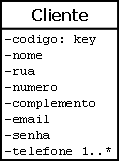 Cliente
-codigo: key
-nome
-rua
-numero
-complemento
-email
-senha
-telefone 1..*